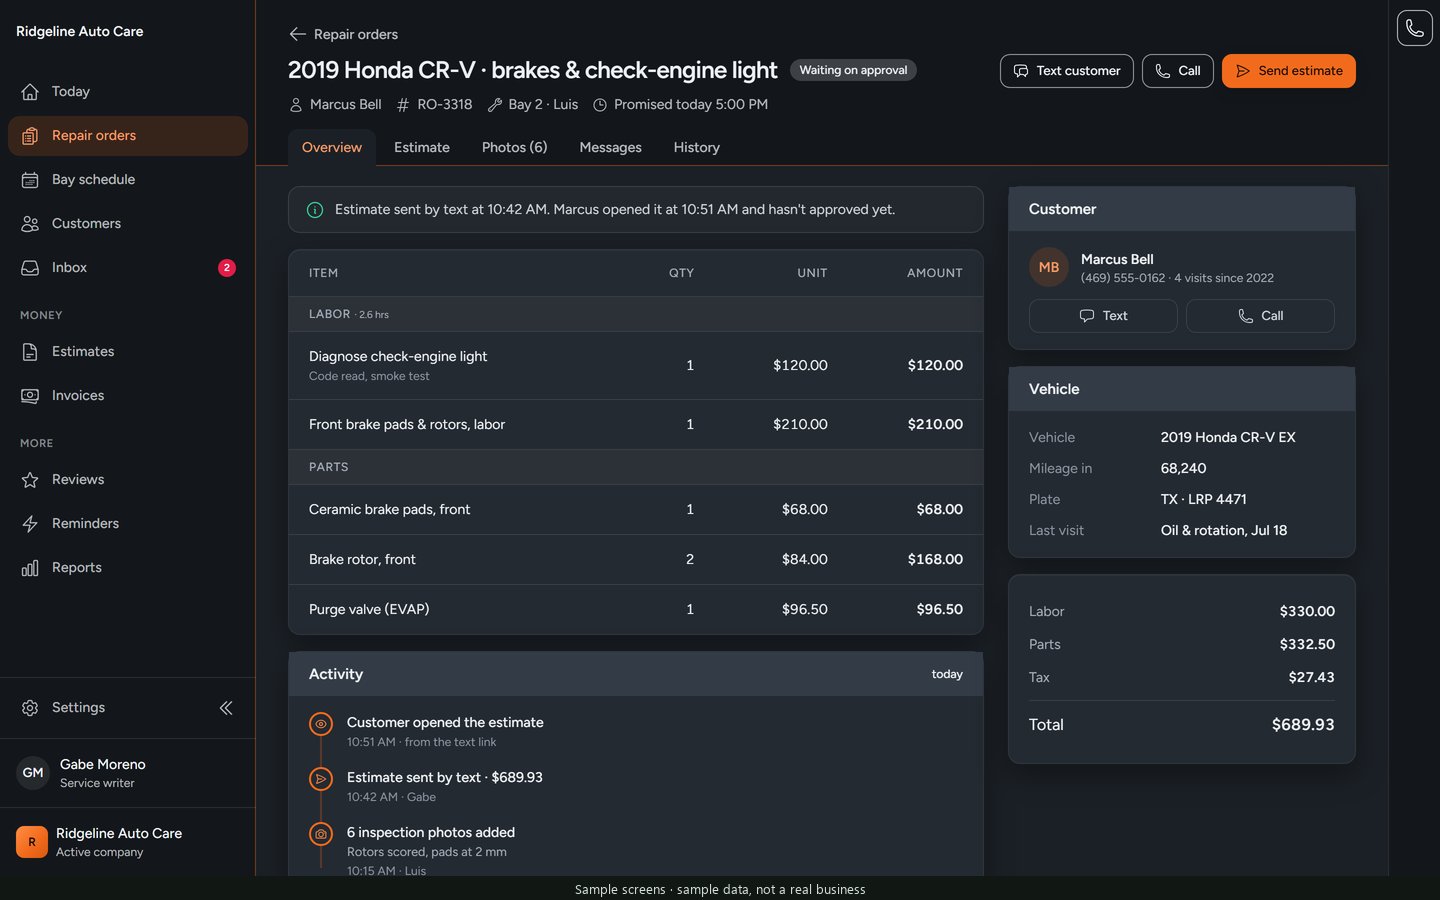 Ridgeline Auto Care
Today
Repair orders
Bay schedule
Customers
Inbox 2
MONEY
Estimates
Invoices
MORE
Reviews
Reminders
Reports
Settings
GM
Gabe Moreno
Service writer
R
Ridgeline Auto Care
Active company
Repair orders
2019 Honda CR-V · brakes & check-engine light Waiting on approval
Text customer Call Send estimate
Marcus Bell # RO-3318 Bay 2 · Luis Promised today 5:00 PM
Overview Estimate Photos (6) Messages History
Estimate sent by text at 10:42 AM. Marcus opened it at 10:51 AM and hasn't approved yet.
ITEM QTY UNIT AMOUNT
LABOR · 2.6 hrs
Diagnose check-engine light 1 $120.00 $120.00
Code read, smoke test
Front brake pads & rotors, labor 1 $210.00 $210.00
PARTS
Ceramic brake pads, front 1 $68.00 $68.00
Brake rotor, front 2 $84.00 $168.00
Purge valve (EVAP) 1 $96.50 $96.50
Activity today
Customer opened the estimate
10:51 AM · from the text link
Estimate sent by text · $689.93
10:42 AM · Gabe
6 inspection photos added
Rotors scored, pads at 2 mm
10:15 AM · Luis
Customer
MB
Marcus Bell
(469) 555-0162 · 4 visits since 2022
Text Call
Vehicle
Vehicle 2019 Honda CR-V EX
Mileage in 68,240
Plate TX · LRP 4471
Last visit Oil & rotation, Jul 18
Labor $330.00
Parts $332.50
Tax $27.43
Total $689.93
Sample screens · sample data, not a real business